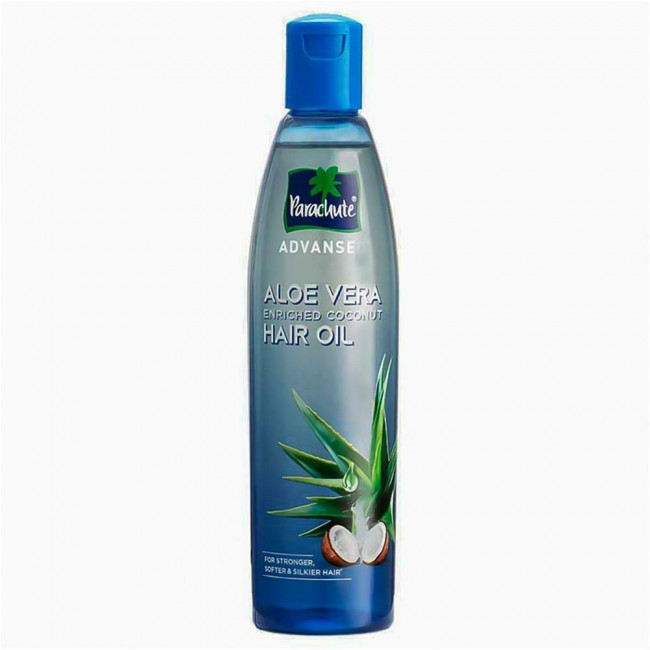 Parachute®
ADVANSED
ALOE VERA
ENRICHED COCONUT
HAIR OIL
FOR STRONGER,
SOFTER & SILKIER HAIR*